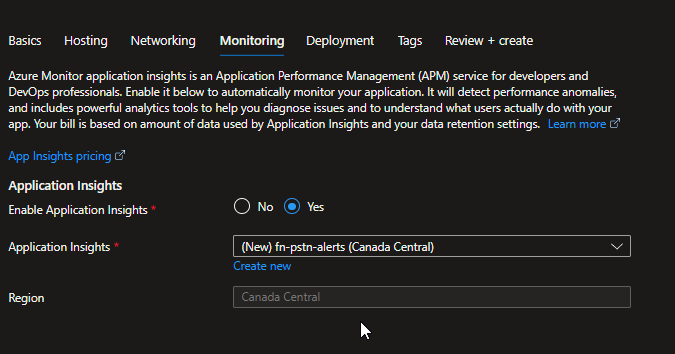 Basics Hosting Networking Monitoring Deployment Tags Review + create
Azure Monitor application insights is an Application Performance Management (APM) service for developers and
DevOps professionals. Enable it below to automatically monitor your application. It will detect performance anomalies,
and includes powerful analytics tools to help you diagnose issues and to understand what users actually do with your
app. Your bill is based on amount of data used by Application Insights and your data retention settings. Learn more
App Insights pricing
Application Insights
Enable Application Insights * No Yes
Application Insights * (New) fn-pstn-alerts (Canada Central)
Create new
Region Canada Central